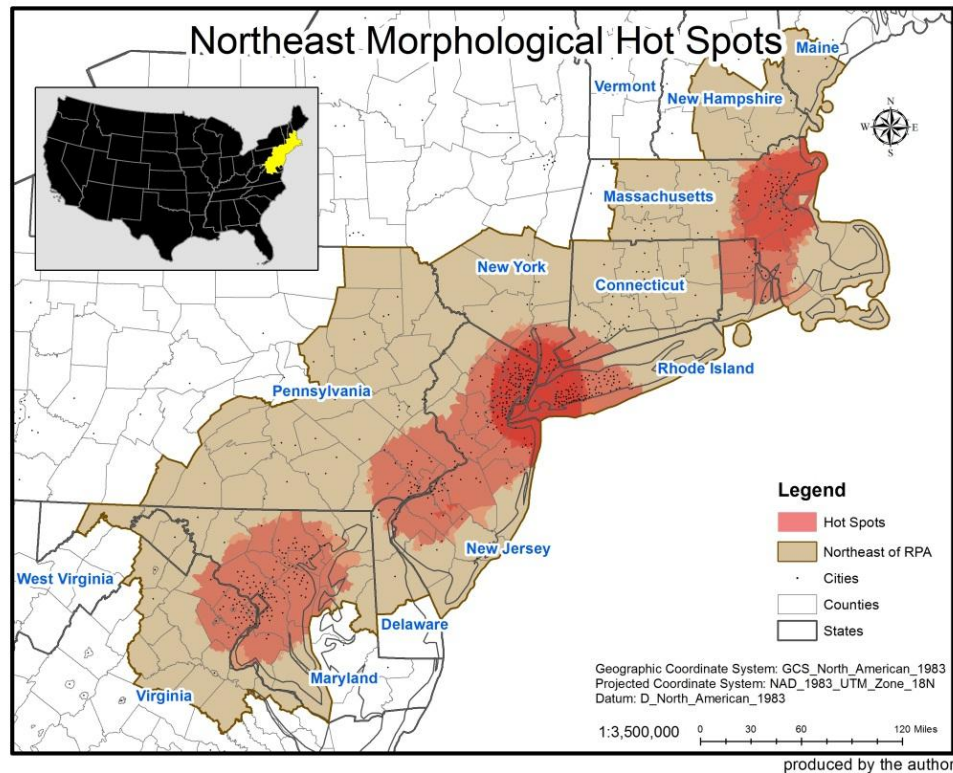 Northeast Morphological Hot Spots
Maine
Vermont
New Hampshire
N
W E
S
Massachusetts
New York
Connecticut
Rhode Island
Pennsylvania
Legend
Hot Spots
Northeast of RPA
Cities
Counties
States
New Jersey
West Virginia
Delaware
Maryland
Virginia
Geographic Coordinate System: GCS_North_American_1983
Projected Coordinate System: NAD_1983_UTM_Zone_18N
Datum: D_North_American_1983
1:3,500,000 0 30 60 120 Miles
produced by the author